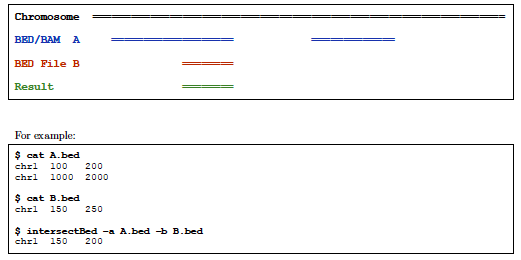 Chromosome
BED/BAM A
BED File B
Result
For example:
$ cat A.bed
chr1 100 200
chr1 1000 2000
$ cat B.bed
chr1 150 250
$ intersectBed -a A.bed -b B.bed
chr1 150 200